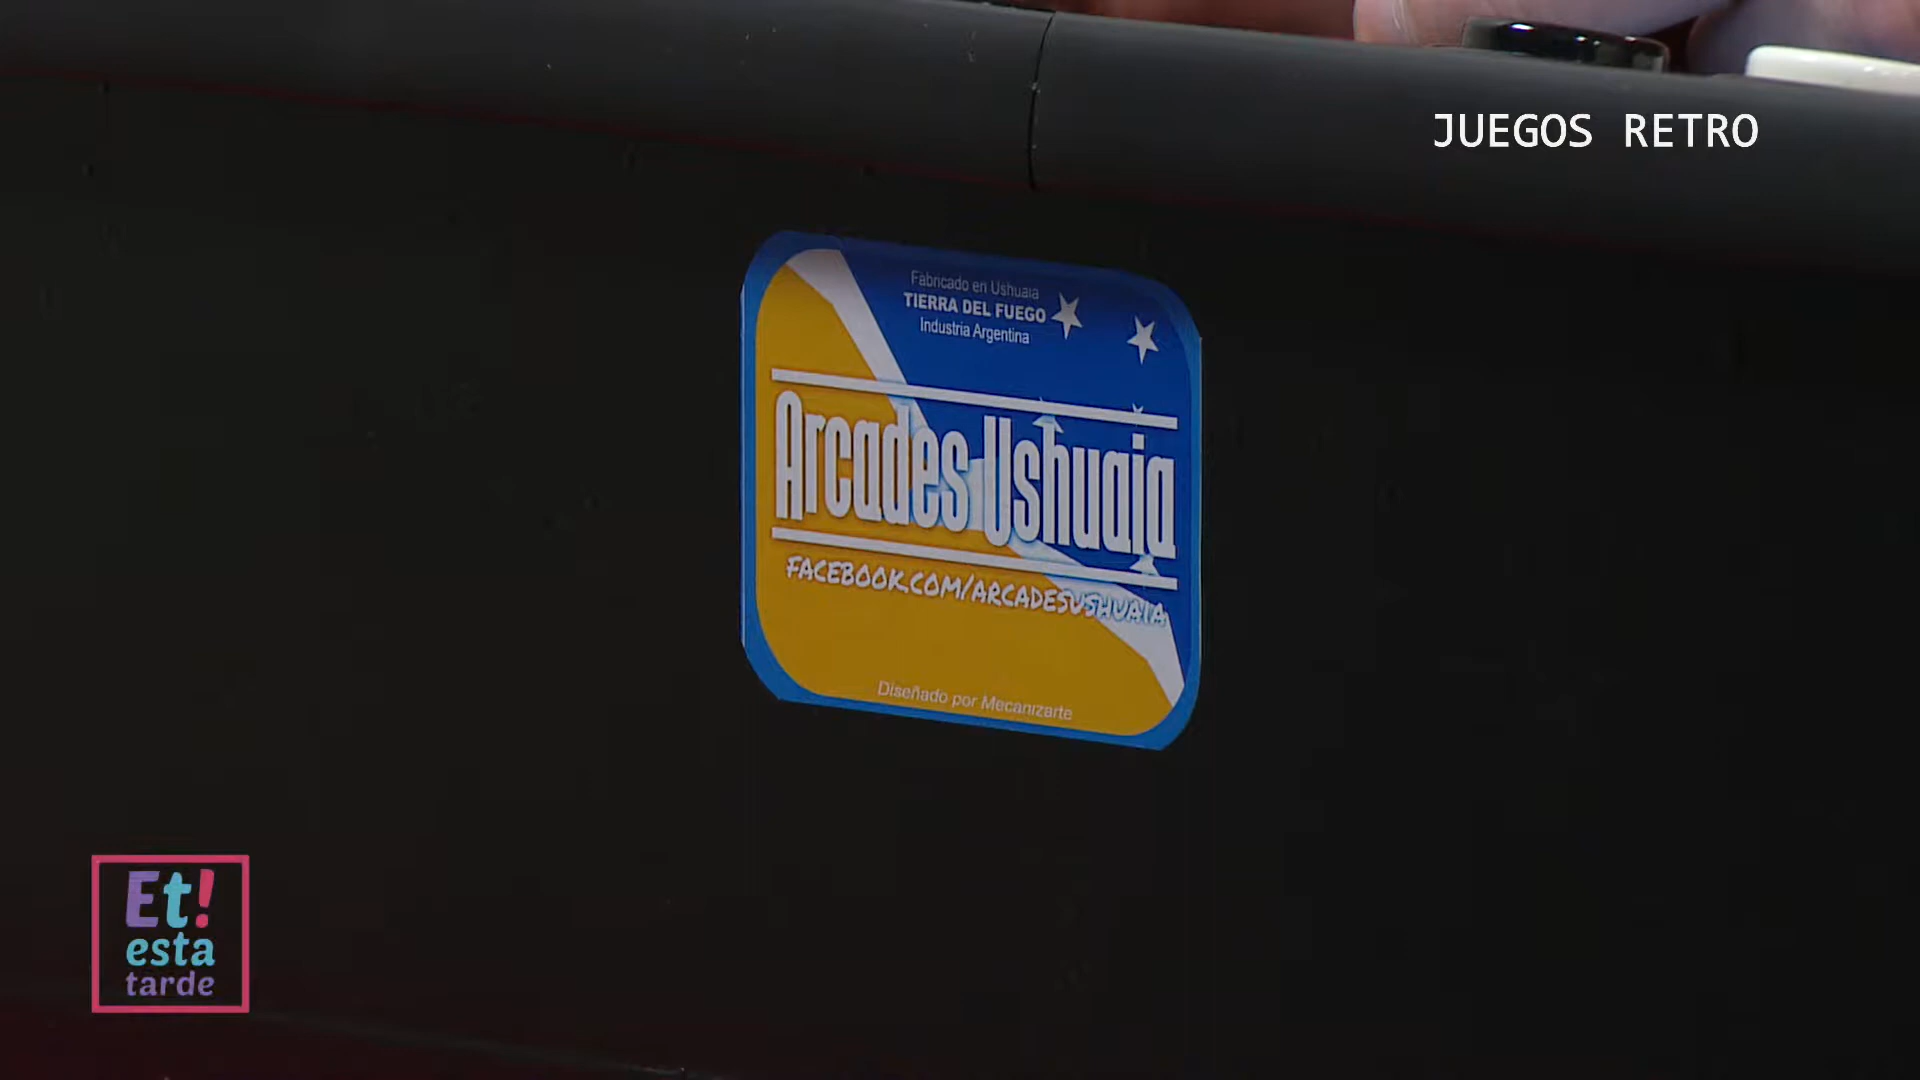 JUEGOS RETRO
Fabricado en Ushuaia
TIERRA DEL FUEGO
Industria Argentina
Arcades Ushuaia
FACEBOOK.COM/ARCADESUSHUAIA
Diseñado por Mecanizarte
Et!
esta
tarde